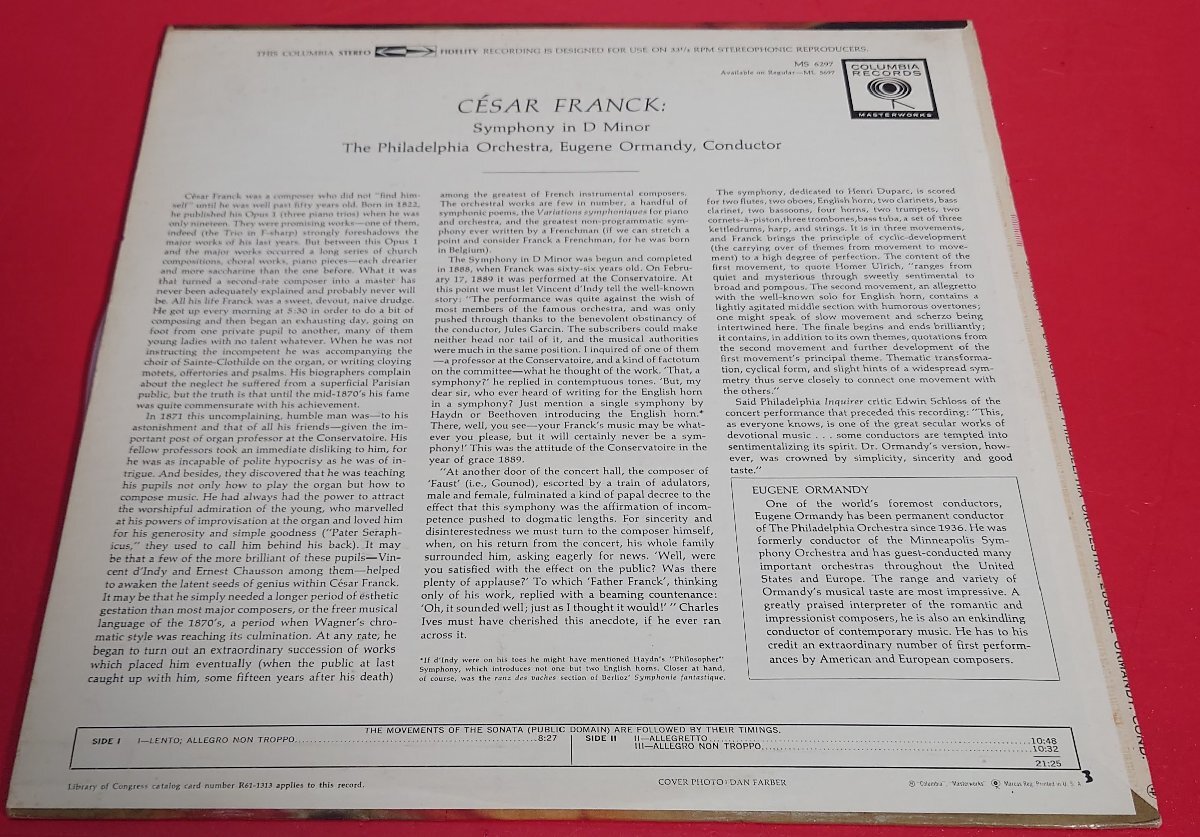 THIS COLUMBIA STEREO FIDELITY RECORDING IS DESIGNED FOR USE ON 33⅓ RPM STEREOPHONIC REPRODUCERS.
MS 6297
Available on Regular—ML 5697
COLUMBIA
RECORDS
MASTERWORKS
CÉSAR FRANCK:
Symphony in D Minor
The Philadelphia Orchestra, Eugene Ormandy, Conductor
César Franck was a composer who did not "find him-
self" until he was well past fifty years old. Born in 1822,
he published his Opus 1 (three piano trios) when he was
only nineteen. They were promising works—one of them,
indeed (the Trio in F-sharp) strongly foreshadows the
major works of his last years. But between this Opus 1
and the major works occurred a long series of church
compositions, choral works, piano pieces—each drearier
and more saccharine than the one before. What it was
that turned a second-rate composer into a master has
never been adequately explained and probably never will
be. All his life Franck was a sweet, devout, naive drudge.
He got up every morning at 5:30 in order to do a bit of
composing and then began an exhausting day, going on
foot from one private pupil to another, many of them
young ladies with no talent whatever. When he was not
instructing the incompetent he was accompanying the
choir of Sainte-Clothilde on the organ, or writing cloying
motets, offertories and psalms. His biographers complain
about the neglect he suffered from a superficial Parisian
public, but the truth is that until the mid-1870's his fame
was quite commensurate with his achievement.
In 1871 this uncomplaining, humble man was—to his
astonishment and that of all his friends—given the im-
portant post of organ professor at the Conservatoire. His
fellow professors took an immediate disliking to him, for
he was as incapable of polite hypocrisy as he was of in-
trigue. And besides, they discovered that he was teaching
his pupils not only how to play the organ but how to
compose music. He had always had the power to attract
the worshipful admiration of the young, who marvelled
at his powers of improvisation at the organ and loved him
for his generosity and simple goodness ("Pater Seraph-
icus," they used to call him behind his back). It may
be that a few of the more brilliant of these pupils—Vin-
cent d'Indy and Ernest Chausson among them—helped
to awaken the latent seeds of genius within César Franck.
It may be that he simply needed a longer period of esthetic
gestation than most major composers, or the freer musical
language of the 1870's, a period when Wagner's chro-
matic style was reaching its culmination. At any rate, he
began to turn out an extraordinary succession of works
which placed him eventually (when the public at last
caught up with him, some fifteen years after his death)
among the greatest of French instrumental composers.
The orchestral works are few in number, a handful of
symphonic poems, the Variations symphoniques for piano
and orchestra, and the greatest non-programmatic sym-
phony ever written by a Frenchman (if we can stretch a
point and consider Franck a Frenchman, for he was born
in Belgium).
The Symphony in D Minor was begun and completed
in 1888, when Franck was sixty-six years old. On Febru-
ary 17, 1889 it was performed at the Conservatoire. At
this point we must let Vincent d'Indy tell the well-known
story: "The performance was quite against the wish of
most members of the famous orchestra, and was only
pushed through thanks to the benevolent obstinancy of
the conductor, Jules Garcin. The subscribers could make
neither head nor tail of it, and the musical authorities
were much in the same position. I inquired of one of them
—a professor at the Conservatoire, and a kind of factotum
on the committee—what he thought of the work. 'That, a
symphony?' he replied in contemptuous tones. 'But, my
dear sir, who ever heard of writing for the English horn
in a symphony? Just mention a single symphony by
Haydn or Beethoven introducing the English horn.*
There, well, you see—your Franck's music may be what-
ever you please, but it will certainly never be a sym-
phony!' This was the attitude of the Conservatoire in the
year of grace 1889.
"At another door of the concert hall, the composer of
'Faust' (i.e., Gounod), escorted by a train of adulators,
male and female, fulminated a kind of papal decree to the
effect that this symphony was the affirmation of incom-
petence pushed to dogmatic lengths. For sincerity and
disinterestedness we must turn to the composer himself,
when, on his return from the concert, his whole family
surrounded him, asking eagerly for news. 'Well, were
you satisfied with the effect on the public? Was there
plenty of applause?' To which 'Father Franck', thinking
only of his work, replied with a beaming countenance:
'Oh, it sounded well; just as I thought it would!' " Charles
Ives must have cherished this anecdote, if he ever ran
across it.
*If d'Indy were on his toes he might have mentioned Haydn's "Philosopher"
Symphony, which introduces not one but two English horns. Closer at hand,
of course, was the ranz des vaches section of Berlioz' Symphonie fantastique.
The symphony, dedicated to Henri Duparc, is scored
for two flutes, two oboes, English horn, two clarinets, bass
clarinet, two bassoons, four horns, two trumpets, two
cornets-à-piston, three trombones, bass tuba, a set of three
kettledrums, harp, and strings. It is in three movements,
and Franck brings the principle of cyclic-development
(the carrying over of themes from movement to move-
ment) to a high degree of perfection. The content of the
first movement, to quote Homer Ulrich, "ranges from
quiet and mysterious through sweetly sentimental to
broad and pompous. The second movement, an allegretto
with the well-known solo for English horn, contains a
lightly agitated middle section with humorous overtones;
one might speak of slow movement and scherzo being
intertwined here. The finale begins and ends brilliantly;
it contains, in addition to its own themes, quotations from
the second movement and further development of the
first movement's principal theme. Thematic transforma-
tion, cyclical form, and slight hints of a widespread sym-
metry thus serve closely to connect one movement with
the others."
Said Philadelphia Inquirer critic Edwin Schloss of the
concert performance that preceded this recording: "This,
as everyone knows, is one of the great secular works of
devotional music . . . some conductors are tempted into
sentimentalizing its spirit. Dr. Ormandy's version, how-
ever, was crowned by simplicity, sincerity and good
taste."
EUGENE ORMANDY
One of the world's foremost conductors,
Eugene Ormandy has been permanent conductor
of The Philadelphia Orchestra since 1936. He was
formerly conductor of the Minneapolis Sym-
phony Orchestra and has guest-conducted many
important orchestras throughout the United
States and Europe. The range and variety of
Ormandy's musical taste are most impressive. A
greatly praised interpreter of the romantic and
impressionist composers, he is also an enkindling
conductor of contemporary music. He has to his
credit an extraordinary number of first perform-
ances by American and European composers.
THE MOVEMENTS OF THE SONATA (PUBLIC DOMAIN) ARE FOLLOWED BY THEIR TIMINGS.
SIDE I I—LENTO; ALLEGRO NON TROPPO 8:27
SIDE II II—ALLEGRETTO 10:48
III—ALLEGRO NON TROPPO 10:32
21:25
3
Library of Congress catalog card number R61-1313 applies to this record.
COVER PHOTO: DAN FARBER
® "Columbia", "Masterworks" Marcas Reg. Printed in U. S. A.
THE PHILADELPHIA ORCHESTRA, EUGENE ORMANDY, COND.